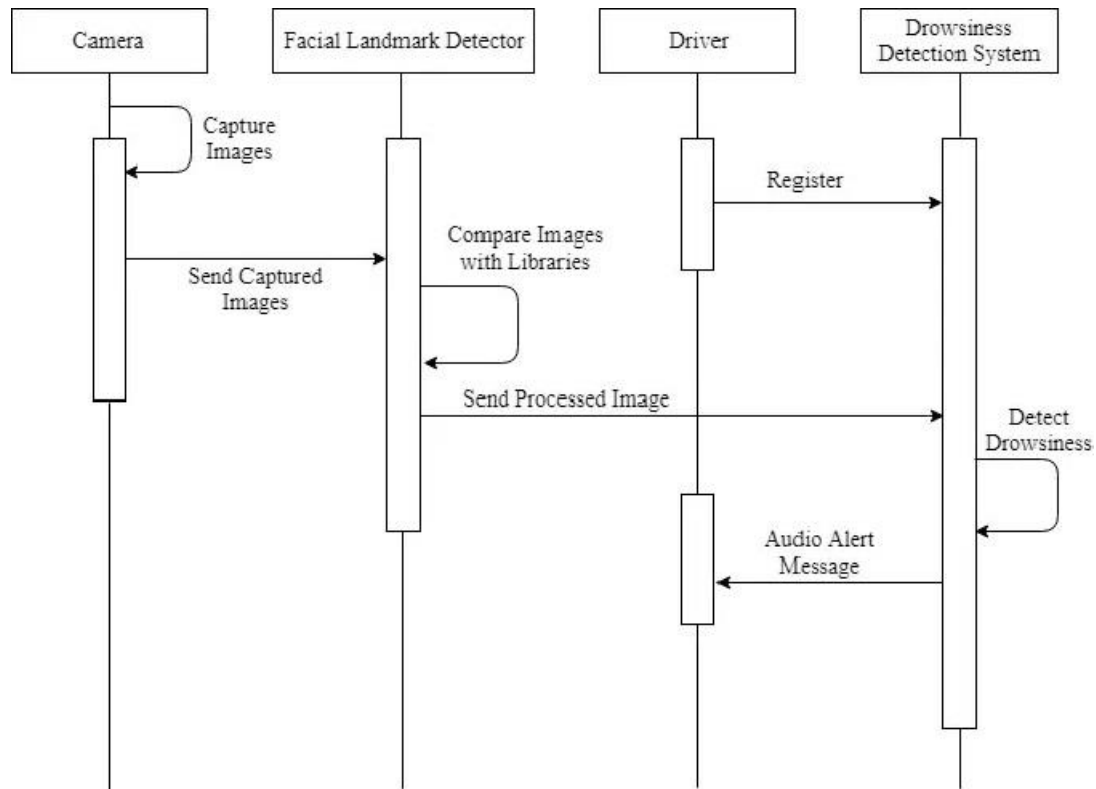 Camera
Facial Landmark Detector
Driver
Drowsiness
Detection System
Capture
Images
Register
Compare Images
with Libraries
Send Captured
Images
Send Processed Image
Detect
Drowsiness
Audio Alert
Message